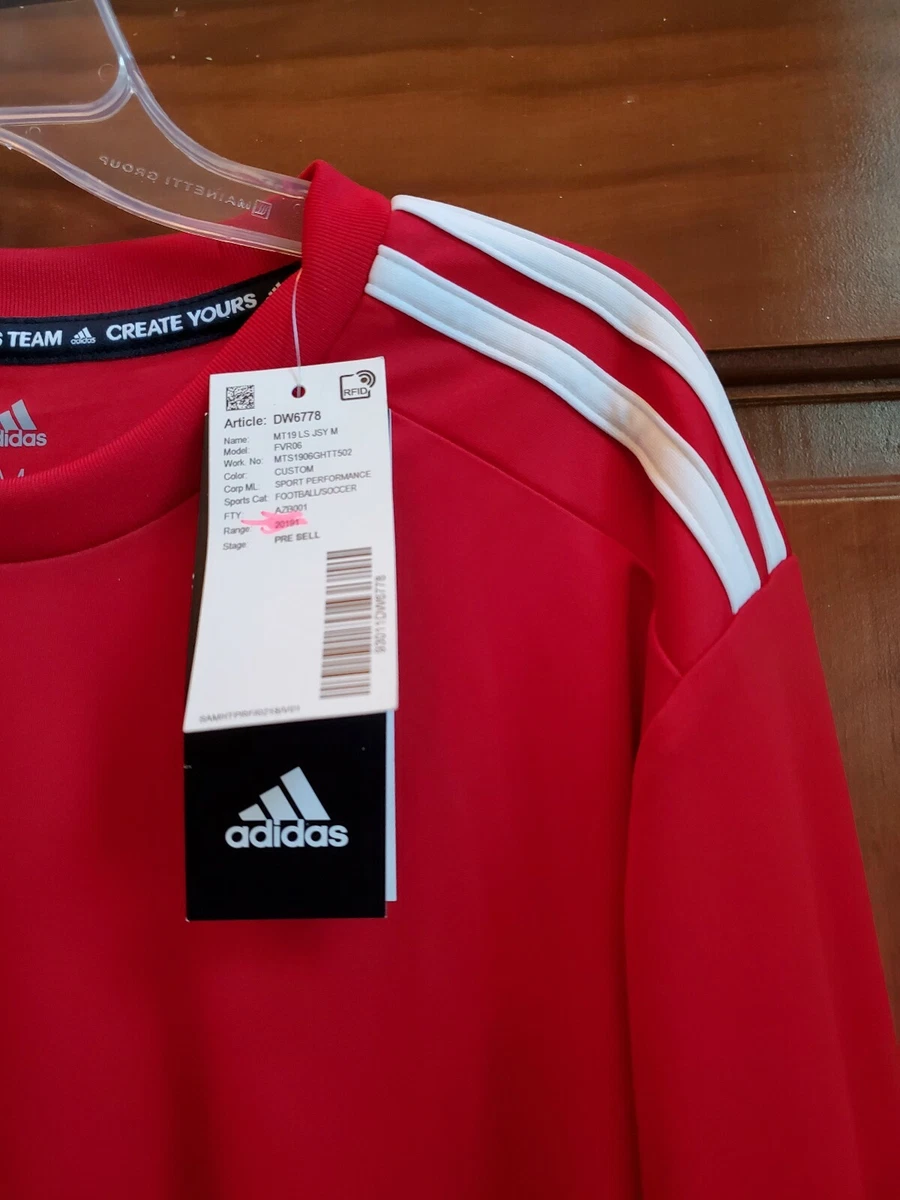 MAINETTI GROUP
S TEAM adidas CREATE YOURS
adidas
RFID
Article: DW6778
Name: MT19 LS JSY M
Model: FVR06
Work. No: MTS1906GHTT502
Color: CUSTOM
Corp ML: SPORT PERFORMANCE
Sports Cat: FOOTBALL/SOCCER
FTY: AZB001
Range: 20191
Stage: PRE SELL
adidas